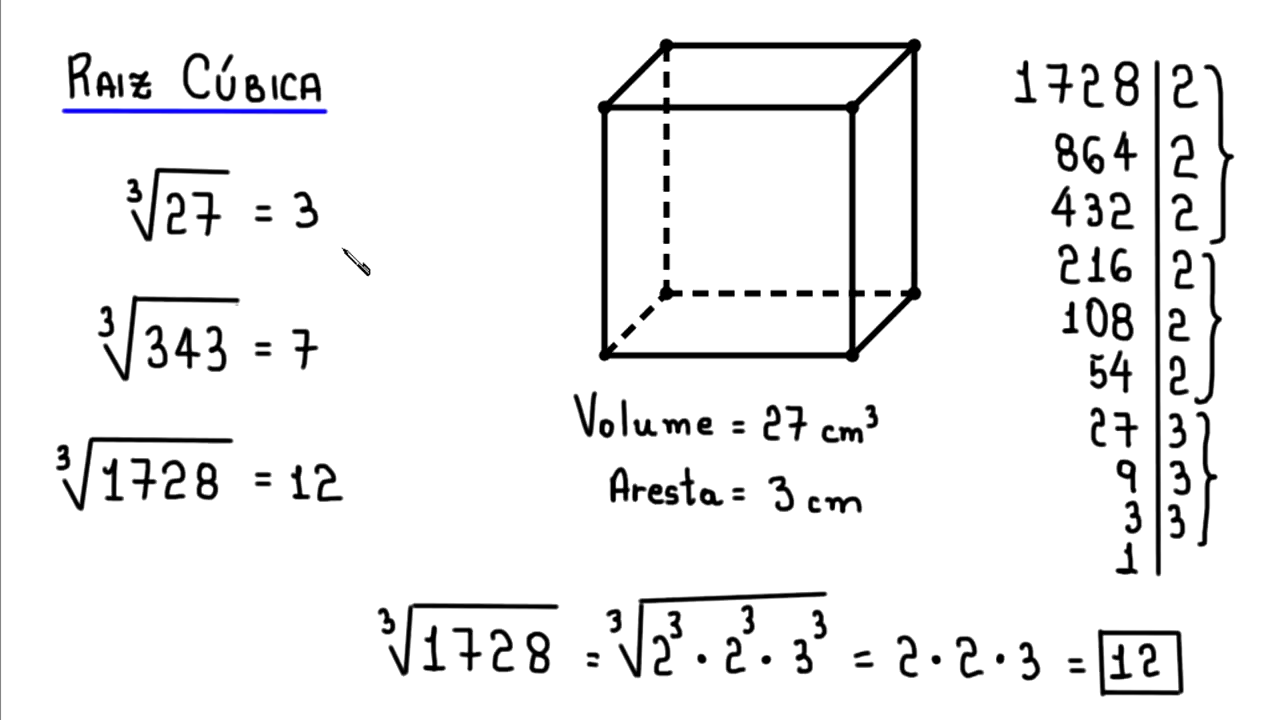 RAIZ CÚBICA
∛27 = 3
∛343 = 7
∛1728 = 12
Volume = 27 cm³
Aresta = 3 cm
1728 | 2
864 | 2
432 | 2
216 | 2
108 | 2
54 | 2
27 | 3
9 | 3
3 | 3
1 |
∛1728 = ∛2³ · 2³ · 3³ = 2 · 2 · 3 = 12